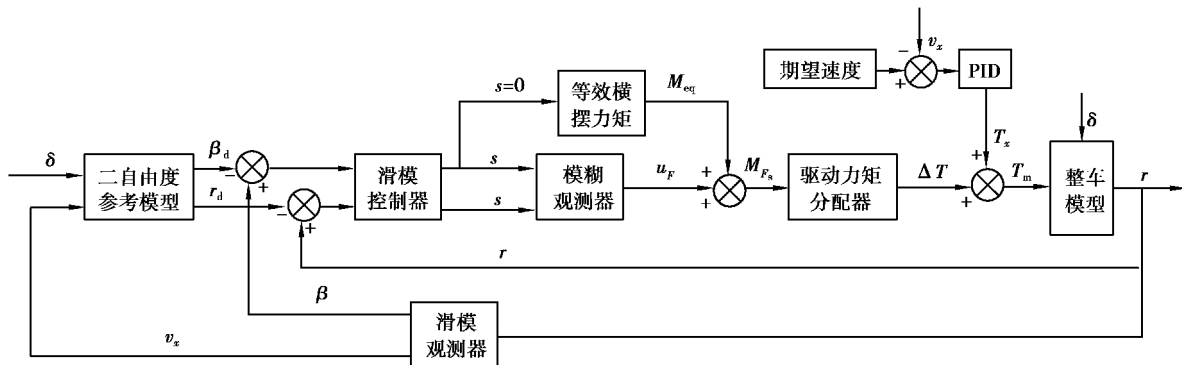 −
v_x
期望速度
+
PID
s=0
等效横
摆力矩
M_eq
T_x
δ
δ
二自由度
参考模型
β_d
−
+
r_d
−
+
滑模
控制器
s
s
模糊
观测器
u_F
+
+
M_Fs
驱动力矩
分配器
ΔT
+
+
T_m
整车
模型
r
r
β
v_x
滑模
观测器